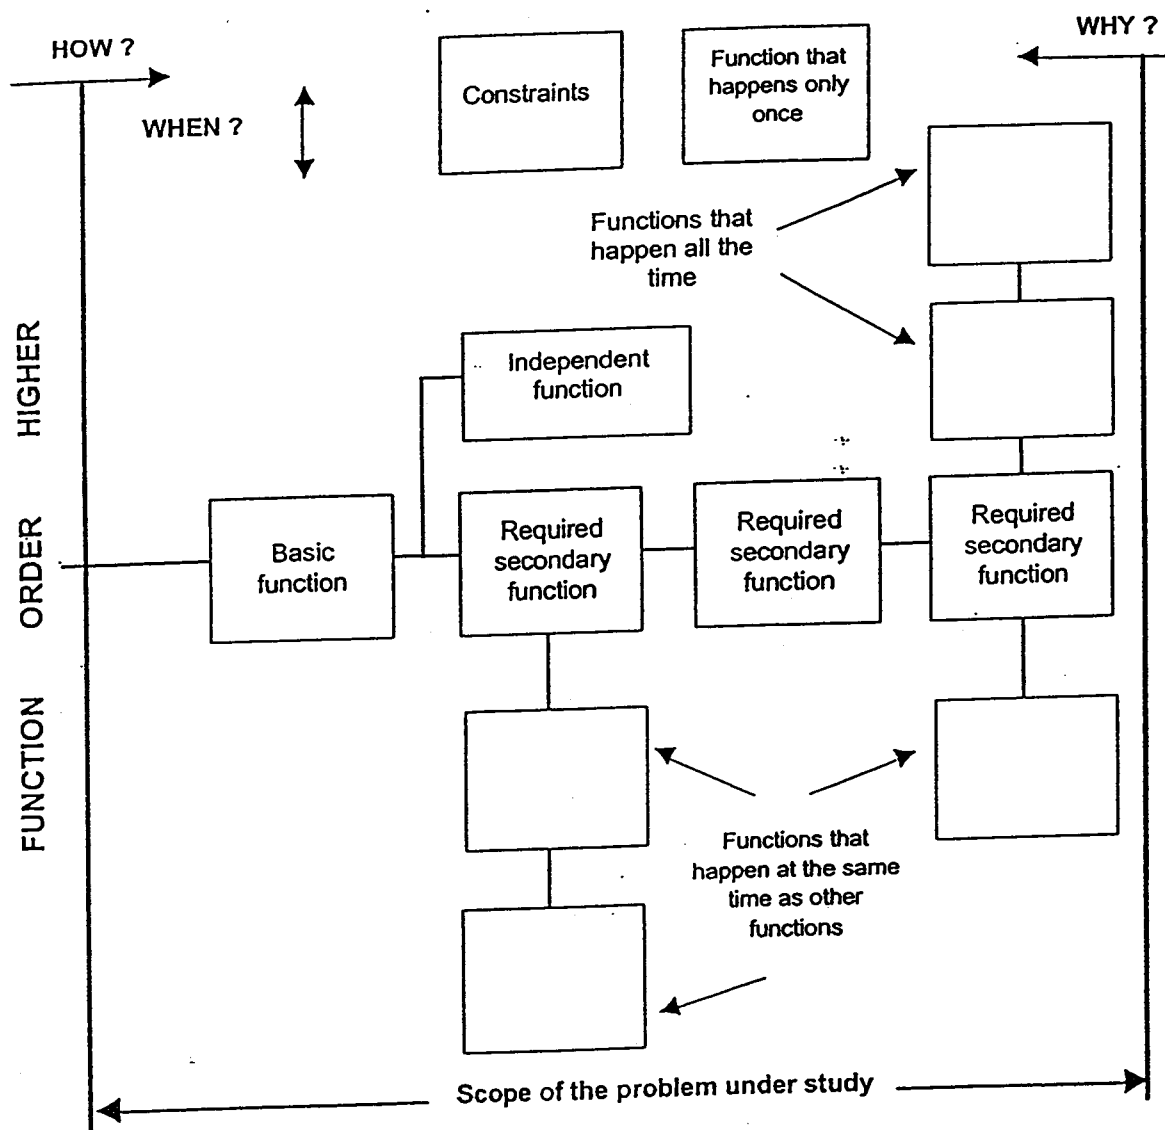 HOW ?
WHY ?
WHEN ?
Constraints
Function that
happens only
once
Functions that
happen all the
time
Independent
function
Basic
function
Required
secondary
function
Required
secondary
function
Required
secondary
function
Functions that
happen at the same
time as other
functions
FUNCTION ORDER HIGHER
Scope of the problem under study